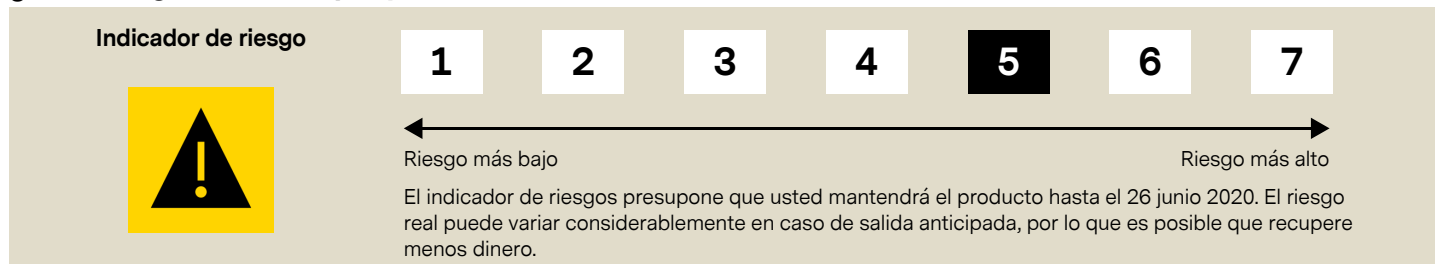 Indicador de riesgo
1 2 3 4 5 6 7
Riesgo más bajo
Riesgo más alto
El indicador de riesgos presupone que usted mantendrá el producto hasta el 26 junio 2020. El riesgo
real puede variar considerablemente en caso de salida anticipada, por lo que es posible que recupere
menos dinero.